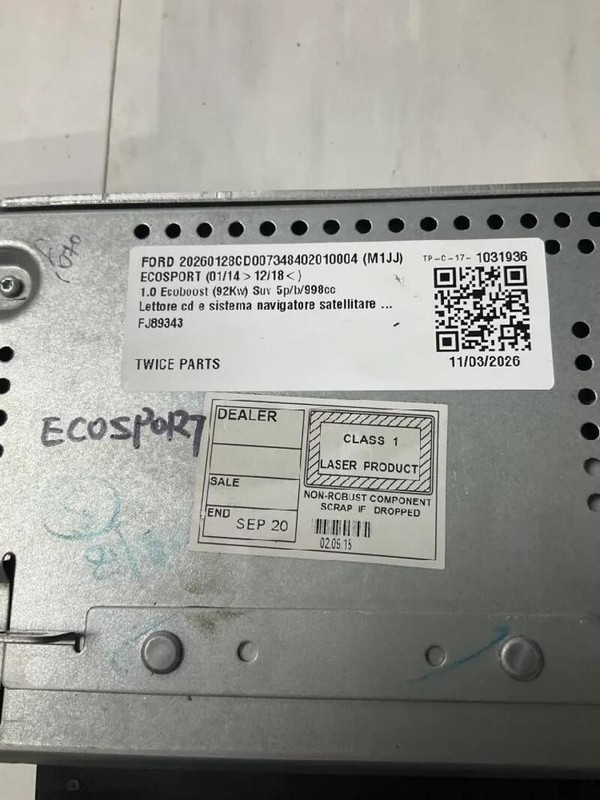 FORD 20260128CD007348402010004 (M1JJ)
TP-C-17- 1031936
ECOSPORT (01/14 > 12/18< )
1.0 Ecoboost (92Kw) Suv 5p/b/998cc
Lettore cd e sistema navigatore satellitare ...
FJ89343
TWICE PARTS
11/03/2026
ECOSPORT
DEALER
SALE
END
SEP 20
CLASS 1
LASER PRODUCT
NON-ROBUST COMPONENT
SCRAP IF DROPPED
02.09.15